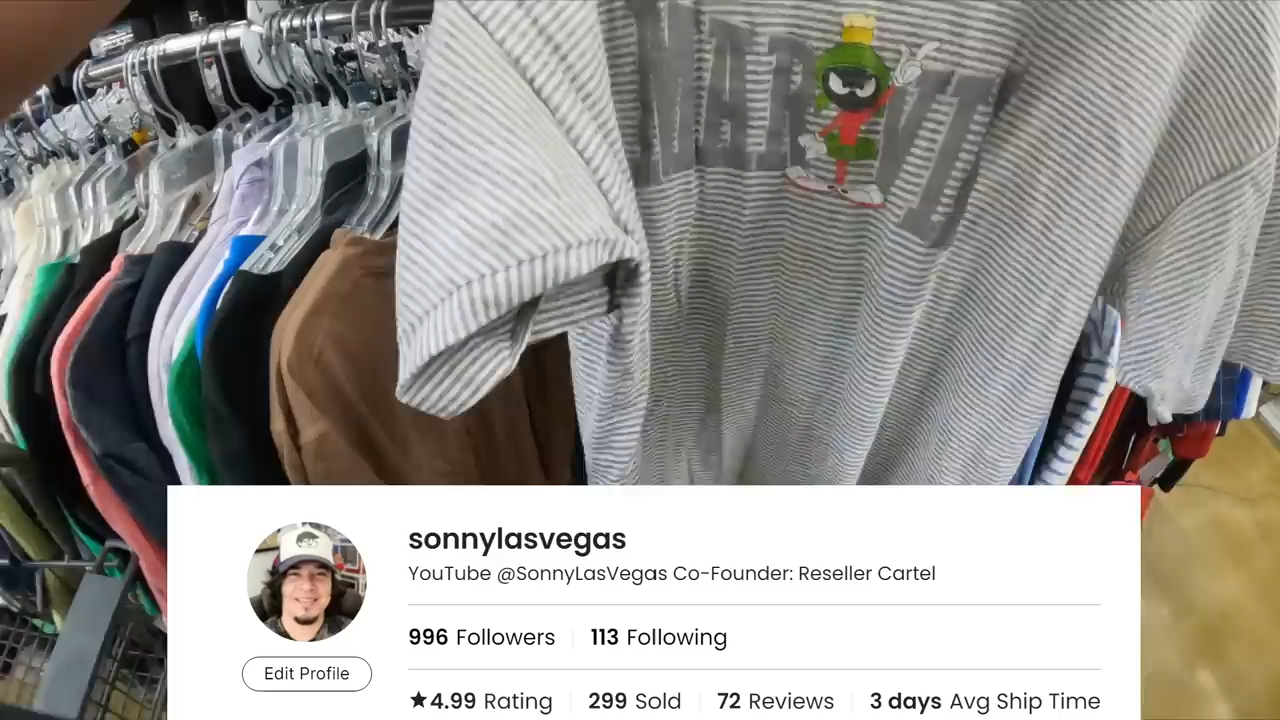 MARVIN
sonnylasvegas
YouTube @SonnyLasVegas Co-Founder: Reseller Cartel
996 Followers 113 Following
Edit Profile
★4.99 Rating 299 Sold 72 Reviews 3 days Avg Ship Time